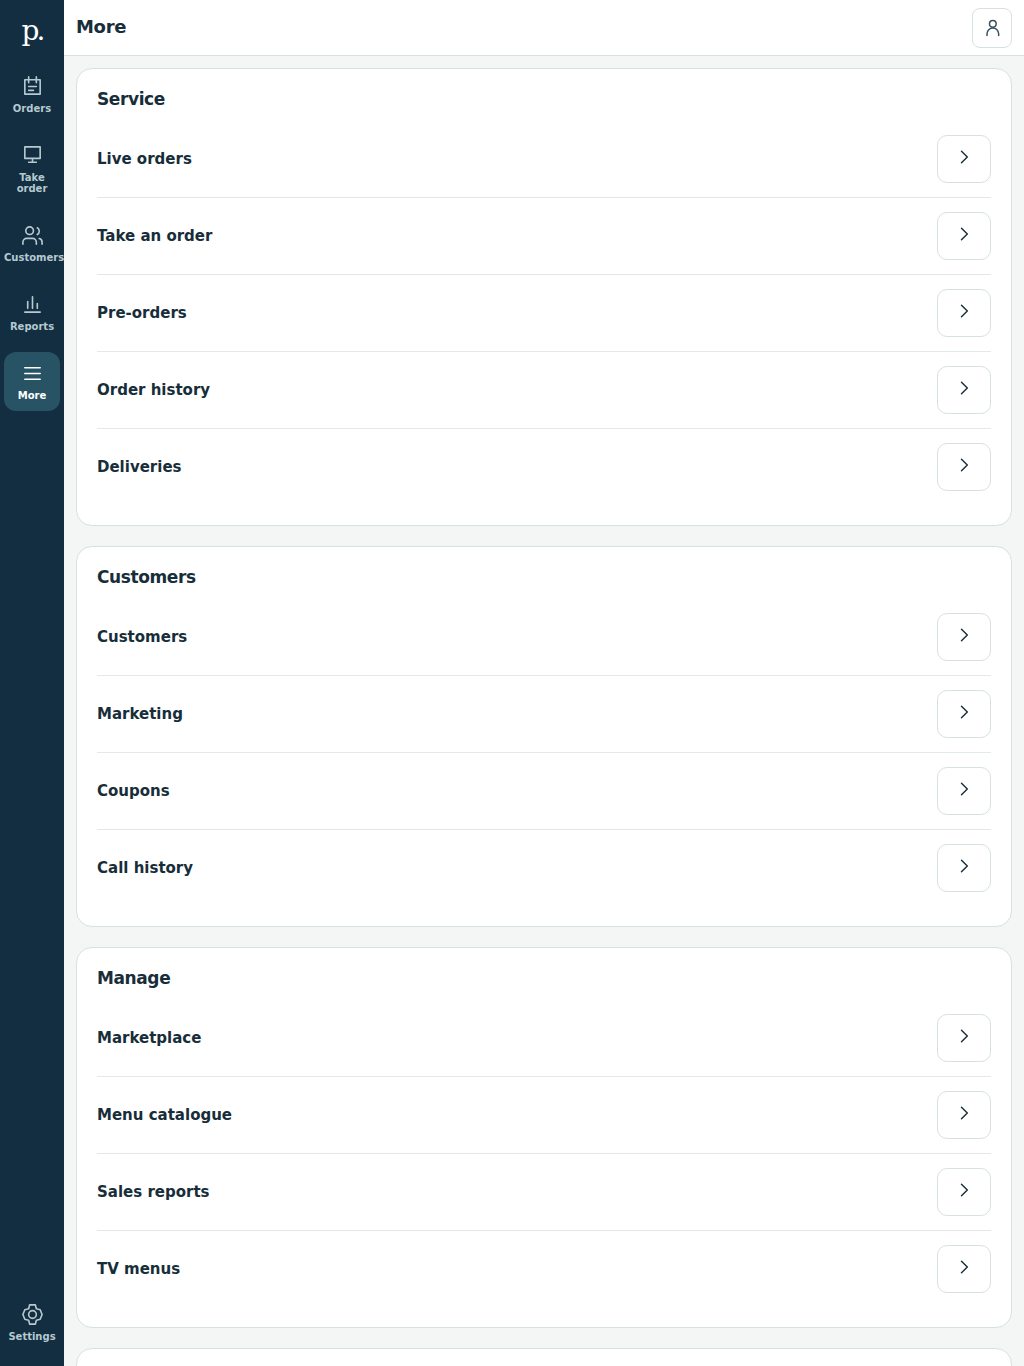 p.
More
Orders
Take
order
Customers
Reports
More
Settings
Service
Live orders
Take an order
Pre-orders
Order history
Deliveries
Customers
Customers
Marketing
Coupons
Call history
Manage
Marketplace
Menu catalogue
Sales reports
TV menus